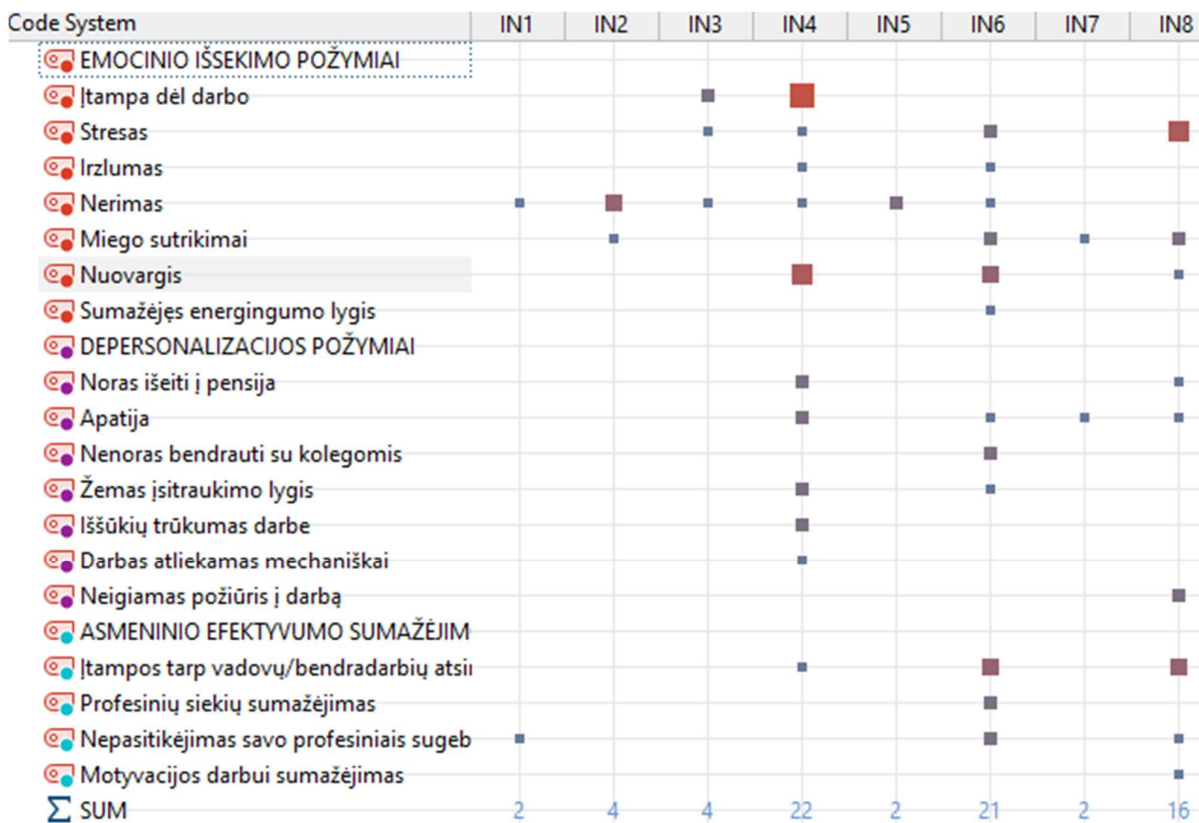 Code System IN1 IN2 IN3 IN4 IN5 IN6 IN7 IN8
EMOCINIO IŠSEKIMO POŽYMIAI
Įtampa dėl darbo
Stresas
Irzlumas
Nerimas
Miego sutrikimai
Nuovargis
Sumažėjęs energingumo lygis
DEPERSONALIZACIJOS POŽYMIAI
Noras išeiti į pensija
Apatija
Nenoras bendrauti su kolegomis
Žemas įsitraukimo lygis
Iššūkių trūkumas darbe
Darbas atliekamas mechaniškai
Neigiamas požiūris į darbą
ASMENINIO EFEKTYVUMO SUMAŽĖJIM
Įtampos tarp vadovų/bendradarbių atsi
Profesinių siekių sumažėjimas
Nepasitikėjimas savo profesiniais sugeb
Motyvacijos darbui sumažėjimas
Σ SUM 2 4 4 22 2 21 2 16